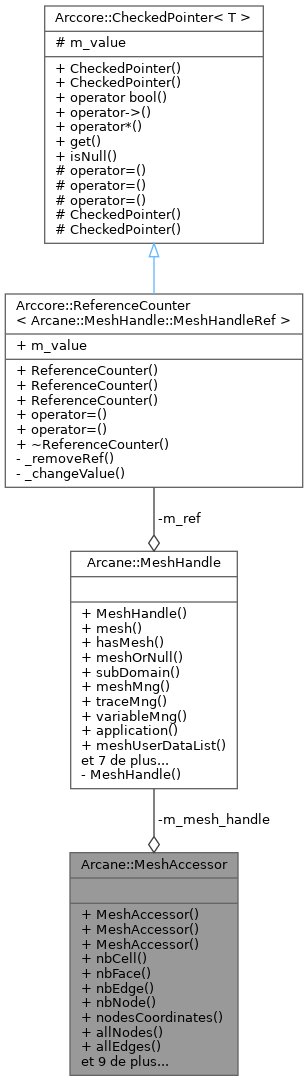 Arccore::CheckedPointer< T >
# m_value
+ CheckedPointer()
+ CheckedPointer()
+ operator bool()
+ operator->()
+ operator*()
+ get()
+ isNull()
# operator=()
# operator=()
# operator=()
# CheckedPointer()
# CheckedPointer()
Arccore::ReferenceCounter
< Arcane::MeshHandle::MeshHandleRef >
+ m_value
+ ReferenceCounter()
+ ReferenceCounter()
+ ReferenceCounter()
+ operator=()
+ operator=()
+ ~ReferenceCounter()
- _removeRef()
- _changeValue()
-m_ref
Arcane::MeshHandle
+ MeshHandle()
+ mesh()
+ hasMesh()
+ meshOrNull()
+ subDomain()
+ meshMng()
+ traceMng()
+ variableMng()
+ application()
+ meshUserDataList()
et 7 de plus...
- MeshHandle()
-m_mesh_handle
Arcane::MeshAccessor
+ MeshAccessor()
+ MeshAccessor()
+ MeshAccessor()
+ nbCell()
+ nbFace()
+ nbEdge()
+ nbNode()
+ nodesCoordinates()
+ allNodes()
+ allEdges()
et 9 de plus...